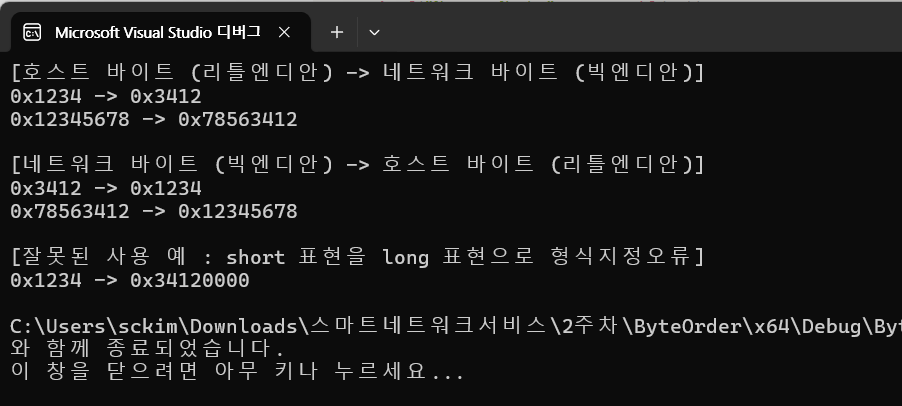 Microsoft Visual Studio 디버그
[호스트 바이트 (리틀엔디안) -> 네트워크 바이트 (빅엔디안)]
0x1234 -> 0x3412
0x12345678 -> 0x78563412
[네트워크 바이트 (빅엔디안) -> 호스트 바이트 (리틀엔디안)]
0x3412 -> 0x1234
0x78563412 -> 0x12345678
[잘못된 사용 예 : short 표현을 long 표현으로 형식지정오류]
0x1234 -> 0x34120000
C:\Users\sckim\Downloads\스마트네트워크서비스\2주차\ByteOrder\x64\Debug\Byt
와 함께 종료되었습니다.
이 창을 닫으려면 아무 키나 누르세요...